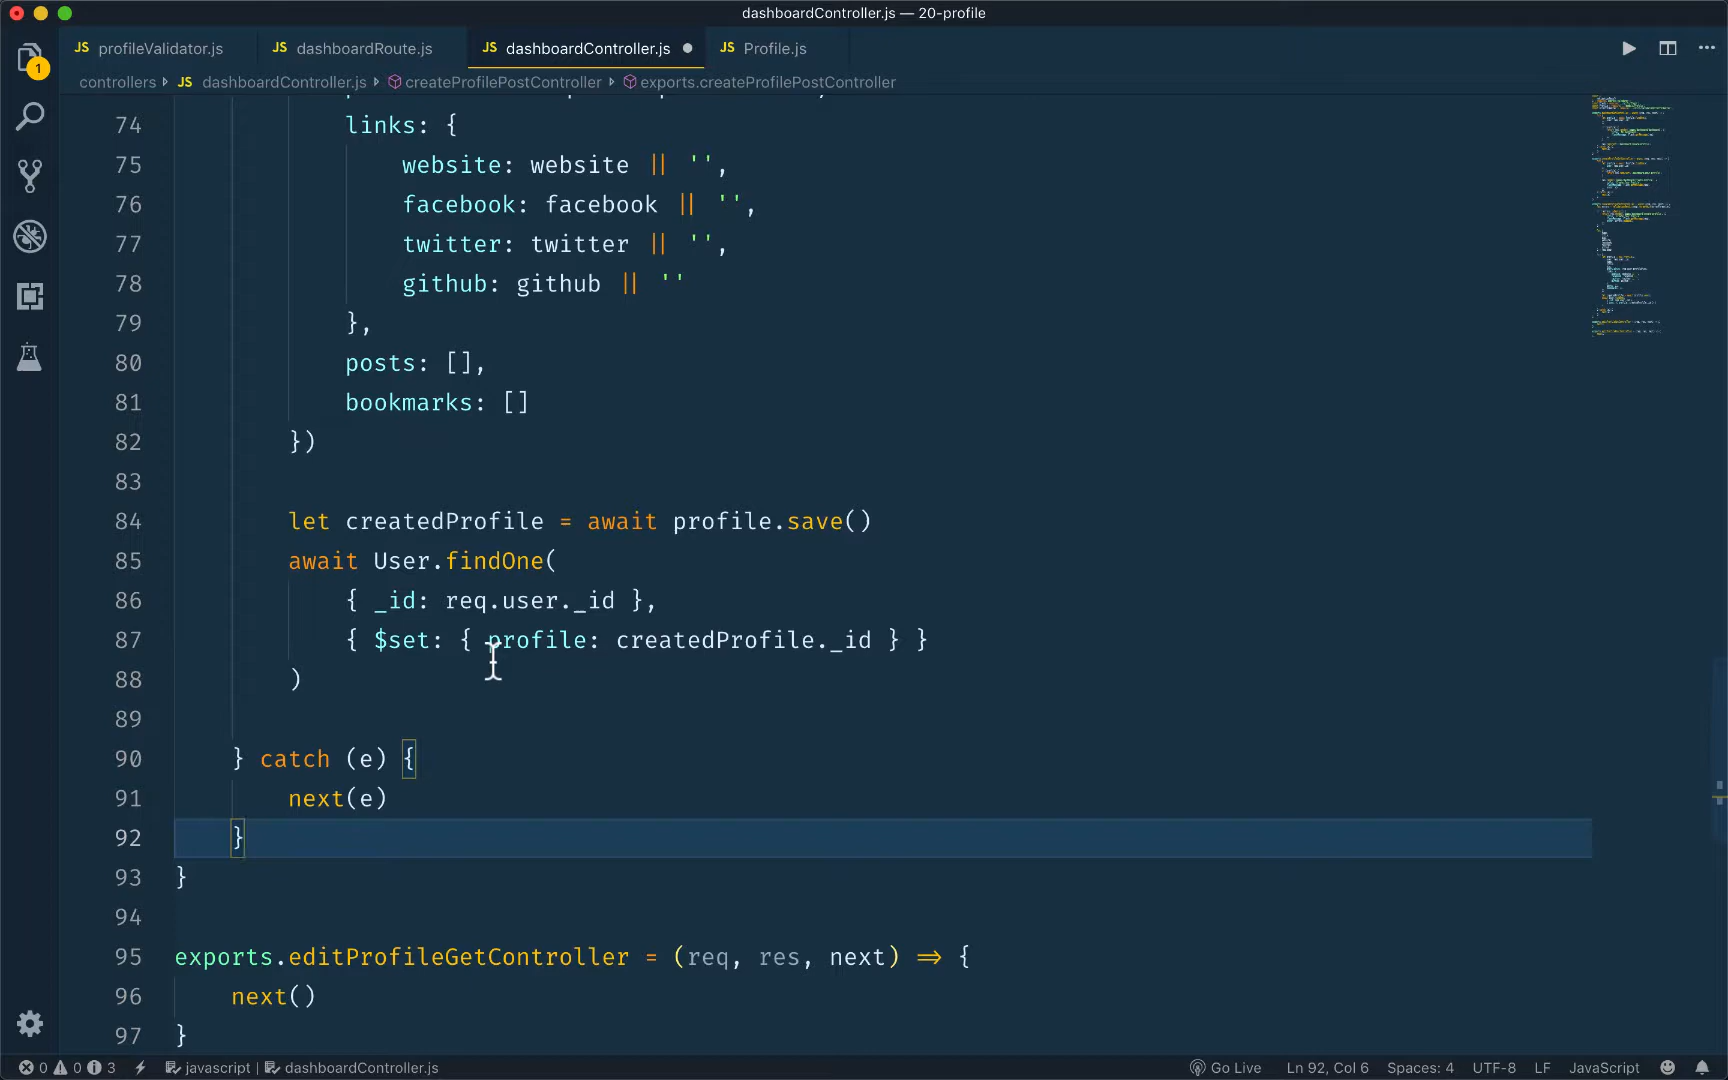 dashboardController.js — 20-profile
JS profileValidator.js JS dashboardRoute.js JS dashboardController.js JS Profile.js
1
controllers JS dashboardController.js createProfilePostController exports.createProfilePostController
74 links: {
75 website: website || '',
76 facebook: facebook || '',
77 twitter: twitter || '',
78 github: github || ''
79 },
80 posts: [],
81 bookmarks: []
82 })
83
84 let createdProfile = await profile.save()
85 await User.findOne(
86 { _id: req.user._id },
87 { $set: { profile: createdProfile._id } }
88 )
89
90 } catch (e) {
91 next(e)
92 }
93 }
94
95 exports.editProfileGetController = (req, res, next) => {
96 next()
97 }
0 0 3 javascript | dashboardController.js Go Live Ln 92, Col 6 Spaces: 4 UTF-8 LF JavaScript